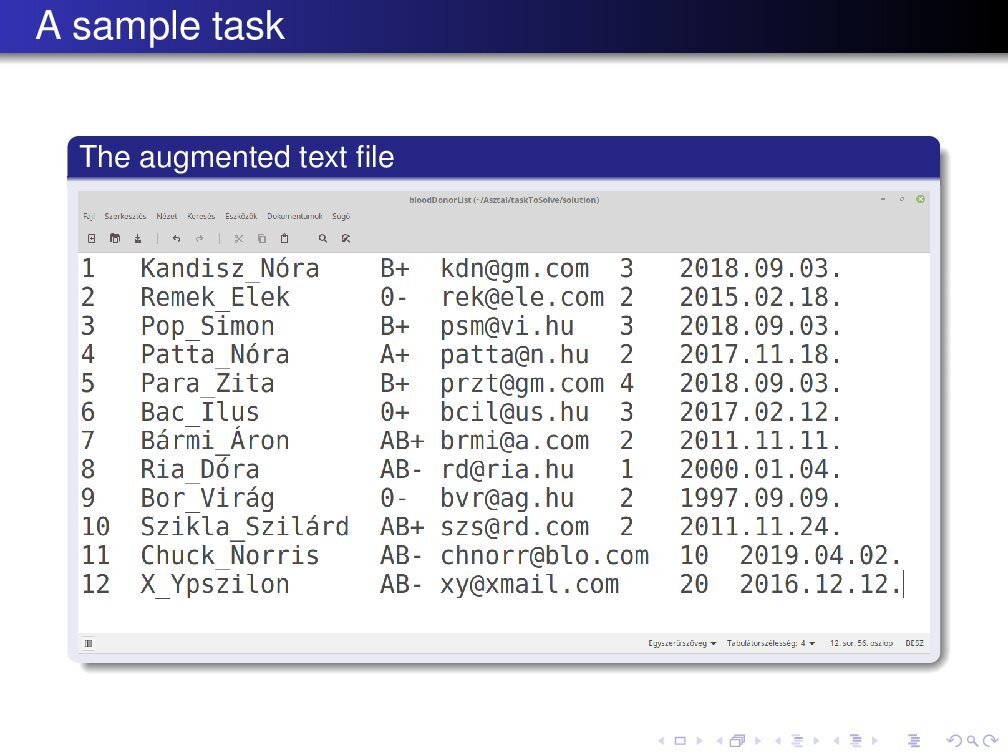 A sample task
The augmented text file
bloodDonorList (~/Asztal/taskToSolve/solution)
Fájl Szerkesztés Nézet Keresés Eszközök Dokumentumok Súgó
1 Kandisz_Nóra B+ kdn@gm.com 3 2018.09.03.
2 Remek_Elek 0- rek@ele.com 2 2015.02.18.
3 Pop_Simon B+ psm@vi.hu 3 2018.09.03.
4 Patta_Nóra A+ patta@n.hu 2 2017.11.18.
5 Para_Zita B+ przt@gm.com 4 2018.09.03.
6 Bac_Ilus 0+ bcil@us.hu 3 2017.02.12.
7 Bármi_Áron AB+ brmi@a.com 2 2011.11.11.
8 Ria_Dóra AB- rd@ria.hu 1 2000.01.04.
9 Bor_Virág 0- bvr@ag.hu 2 1997.09.09.
10 Szikla_Szilárd AB+ szs@rd.com 2 2011.11.24.
11 Chuck_Norris AB- chnorr@blo.com 10 2019.04.02.
12 X_Ypszilon AB- xy@xmail.com 20 2016.12.12.
Egyszerű szöveg Tabulátorszélesség: 4 12. sor, 56. oszlop BESZ